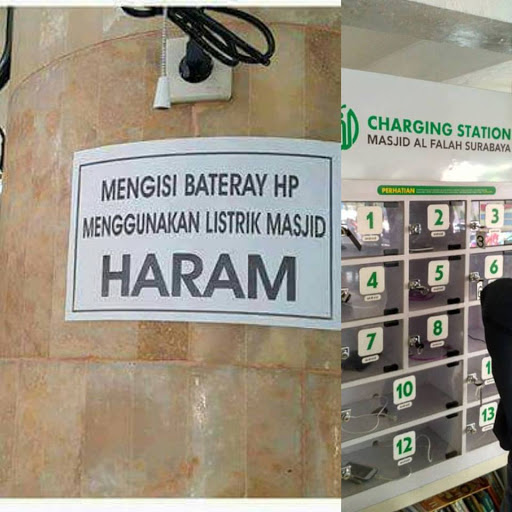 MENGISI BATERAY HP
MENGGUNAKAN LISTRIK MASJID
HARAM
CHARGING STATION
MASJID AL FALAH SURABAYA
PERHATIAN
1
2
3
4
5
6
7
8
10
12
13